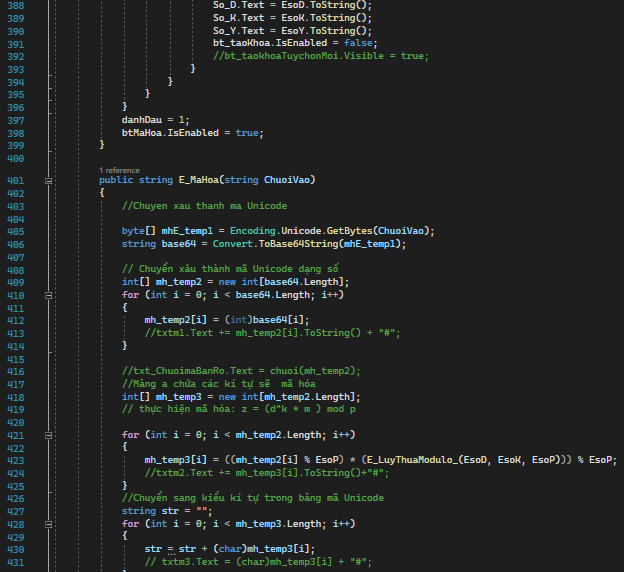 388 So_D.Text = EsoD.ToString();
389 So_K.Text = EsoK.ToString();
390 So_Y.Text = EsoY.ToString();
391 bt_taoKhoa.IsEnabled = false;
392 //bt_taokhoaTuychonMoi.Visible = true;
393 }
394 }
395 }
396 }
397 danhDau = 1;
398 btMaHoa.IsEnabled = true;
399 }
400
1 reference
401 public string E_MaHoa(string ChuoiVao)
402 {
403 //Chuyen xau thanh ma Unicode
404
405 byte[] mhE_temp1 = Encoding.Unicode.GetBytes(ChuoiVao);
406 string base64 = Convert.ToBase64String(mhE_temp1);
407
408 // Chuyển xâu thành mã Unicode dạng số
409 int[] mh_temp2 = new int[base64.Length];
410 for (int i = 0; i < base64.Length; i++)
411 {
412 mh_temp2[i] = (int)base64[i];
413 //txtm1.Text += mh_temp2[i].ToString() + "#";
414 }
415
416 //txt_ChuoimaBanRo.Text = chuoi(mh_temp2);
417 //Mảng a chứa các kí tự sẽ  mã hóa
418 int[] mh_temp3 = new int[mh_temp2.Length];
419 // thực hiện mã hóa: z = (d^k * m ) mod p
420
421 for (int i = 0; i < mh_temp2.Length; i++)
422 {
423 mh_temp3[i] = ((mh_temp2[i] % EsoP) * (E_LuyThuaModulo_(EsoD, EsoK, EsoP))) % EsoP;
424 //txtm2.Text += mh_temp3[i].ToString()+"#";
425 }
426 //Chuyển sang kiểu kí tự trong bảng mã Unicode
427 string str = "";
428 for (int i = 0; i < mh_temp3.Length; i++)
429 {
430 str = str + (char)mh_temp3[i];
431 // txtm3.Text = (char)mh_temp3[i] + "#";